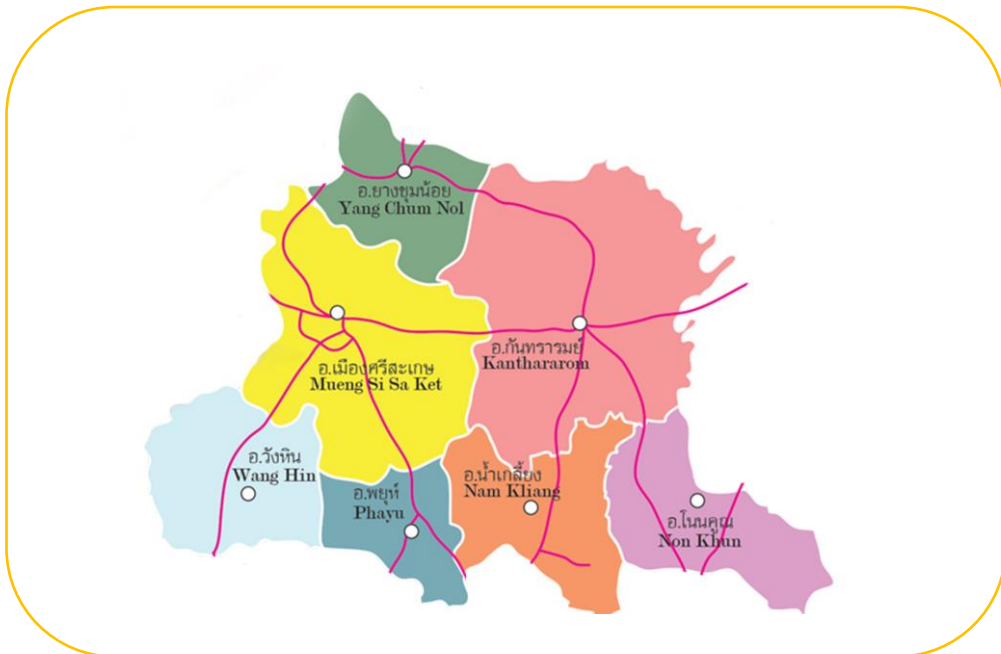 อ.ยางชุมน้อย
Yang Chum Nol
อ.กันทรารมย์
Kanthararom
อ.เมืองศรีสะเกษ
Mueng Si Sa Ket
อ.วังหิน
Wang Hin
อ.พยุห์
Phayu
อ.น้ำเกลี้ยง
Nam Kliang
อ.โนนคูณ
Non Khun